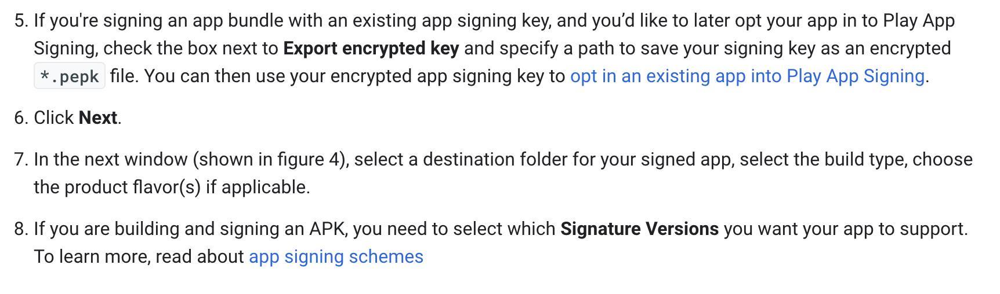 5. If you're signing an app bundle with an existing app signing key, and you’d like to later opt your app in to Play App
Signing, check the box next to Export encrypted key and specify a path to save your signing key as an encrypted
*.pepk file. You can then use your encrypted app signing key to opt in an existing app into Play App Signing.
6. Click Next.
7. In the next window (shown in figure 4), select a destination folder for your signed app, select the build type, choose
the product flavor(s) if applicable.
8. If you are building and signing an APK, you need to select which Signature Versions you want your app to support.
To learn more, read about app signing schemes